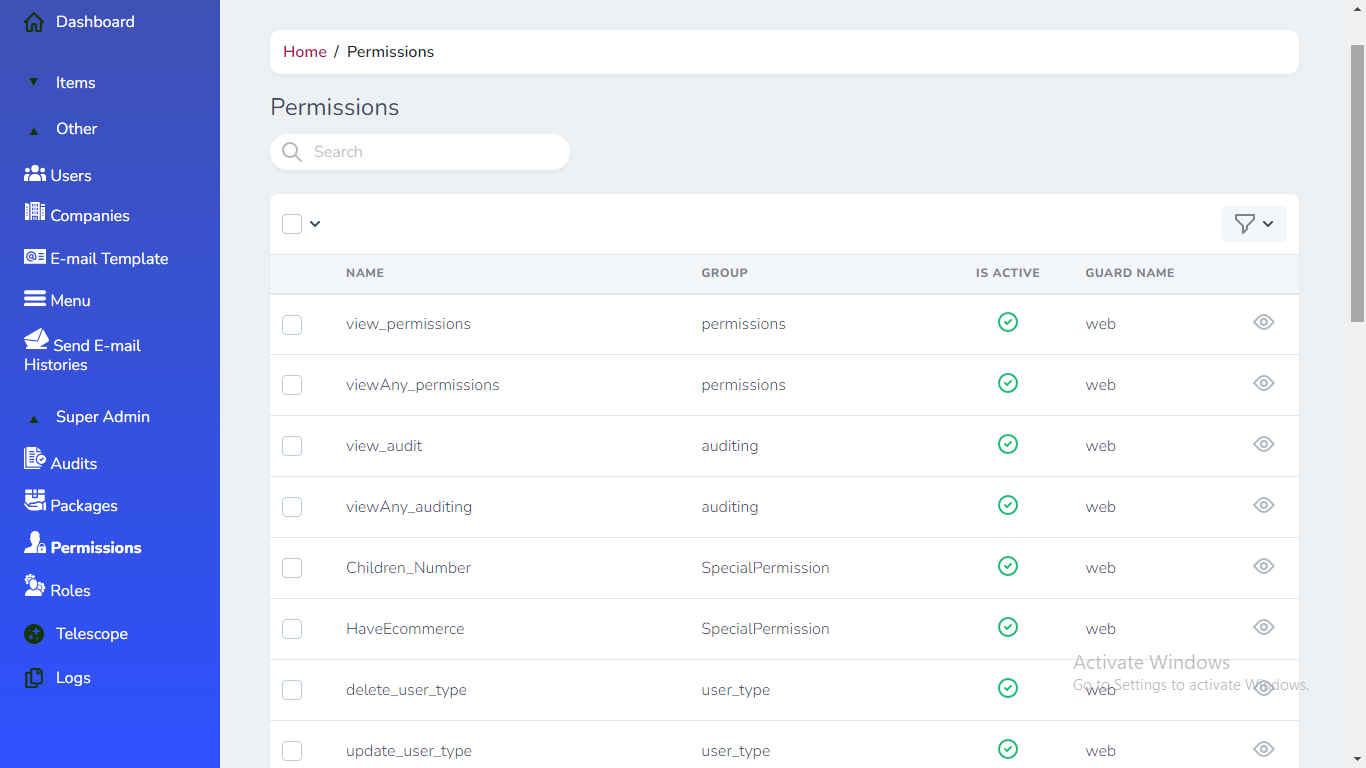 Dashboard
Items
Other
Users
Companies
E-mail Template
Menu
Send E-mail
Histories
Super Admin
Audits
Packages
Permissions
Roles
Telescope
Logs
Home / Permissions
Permissions
Search
NAME GROUP IS ACTIVE GUARD NAME
view_permissions permissions web
viewAny_permissions permissions web
view_audit auditing web
viewAny_auditing auditing web
Children_Number SpecialPermission web
HaveEcommerce SpecialPermission web
delete_user_type user_type web
update_user_type user_type web
Activate Windows
Go to Settings to activate Windows.